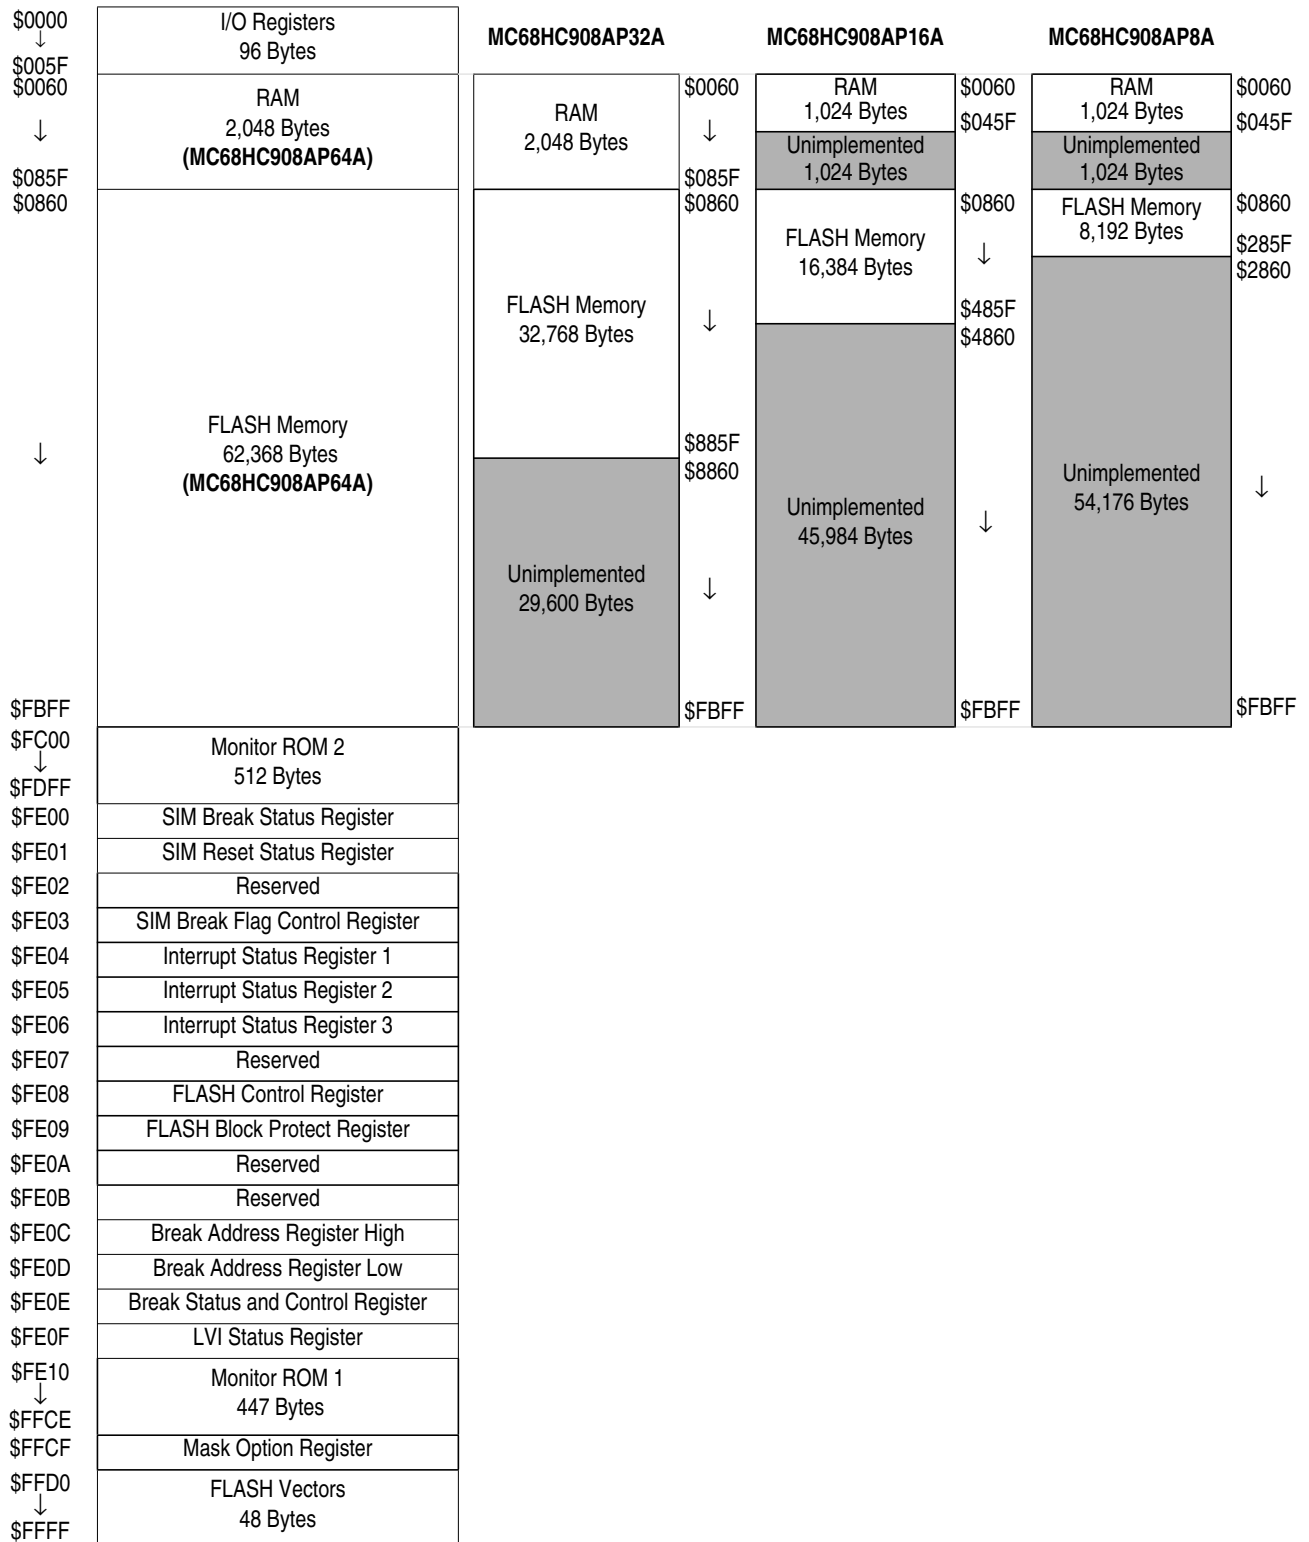 $0000
↓
$005F
I/O Registers
96 Bytes
MC68HC908AP32A
MC68HC908AP16A
MC68HC908AP8A
$0060
↓
$085F
RAM
2,048 Bytes
(MC68HC908AP64A)
RAM
2,048 Bytes
$0060
↓
$085F
RAM
1,024 Bytes
$0060
$045F
Unimplemented
1,024 Bytes
RAM
1,024 Bytes
$0060
$045F
Unimplemented
1,024 Bytes
$0860
↓
$FBFF
FLASH Memory
62,368 Bytes
(MC68HC908AP64A)
FLASH Memory
32,768 Bytes
$0860
↓
$885F
$8860
Unimplemented
29,600 Bytes
↓
$FBFF
FLASH Memory
16,384 Bytes
$0860
↓
$485F
$4860
Unimplemented
45,984 Bytes
↓
$FBFF
FLASH Memory
8,192 Bytes
$0860
$285F
$2860
Unimplemented
54,176 Bytes
↓
$FBFF
$FC00
↓
$FDFF
Monitor ROM 2
512 Bytes
$FE00 SIM Break Status Register
$FE01 SIM Reset Status Register
$FE02 Reserved
$FE03 SIM Break Flag Control Register
$FE04 Interrupt Status Register 1
$FE05 Interrupt Status Register 2
$FE06 Interrupt Status Register 3
$FE07 Reserved
$FE08 FLASH Control Register
$FE09 FLASH Block Protect Register
$FE0A Reserved
$FE0B Reserved
$FE0C Break Address Register High
$FE0D Break Address Register Low
$FE0E Break Status and Control Register
$FE0F LVI Status Register
$FE10
↓
$FFCE
Monitor ROM 1
447 Bytes
$FFCF Mask Option Register
$FFD0
↓
$FFFF
FLASH Vectors
48 Bytes